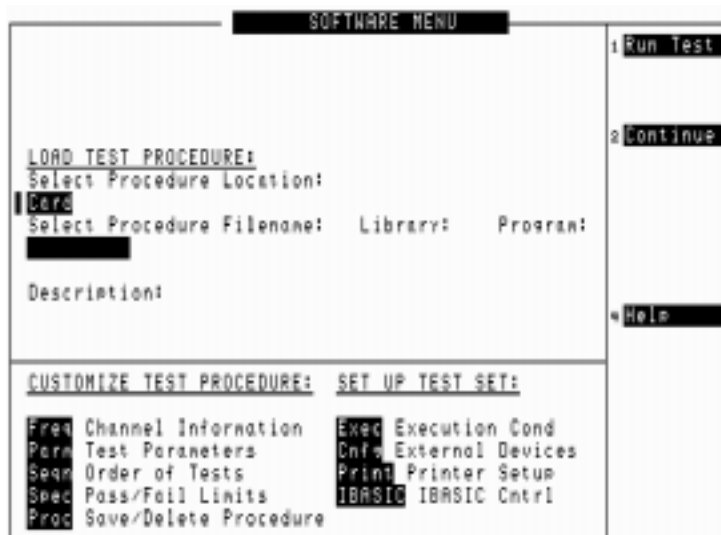 SOFTWARE MENU
1 Run Test
2 Continue
LOAD TEST PROCEDURE:
Select Procedure Location:
Card
Select Procedure Filename: Library: Program:
Description:
4 Help
CUSTOMIZE TEST PROCEDURE: SET UP TEST SET:
Freq Channel Information Exec Execution Cond
Parm Test Parameters Cnfg External Devices
Seqn Order of Tests Print Printer Setup
Spec Pass/Fail Limits IBASIC IBASIC Cntrl
Proc Save/Delete Procedure